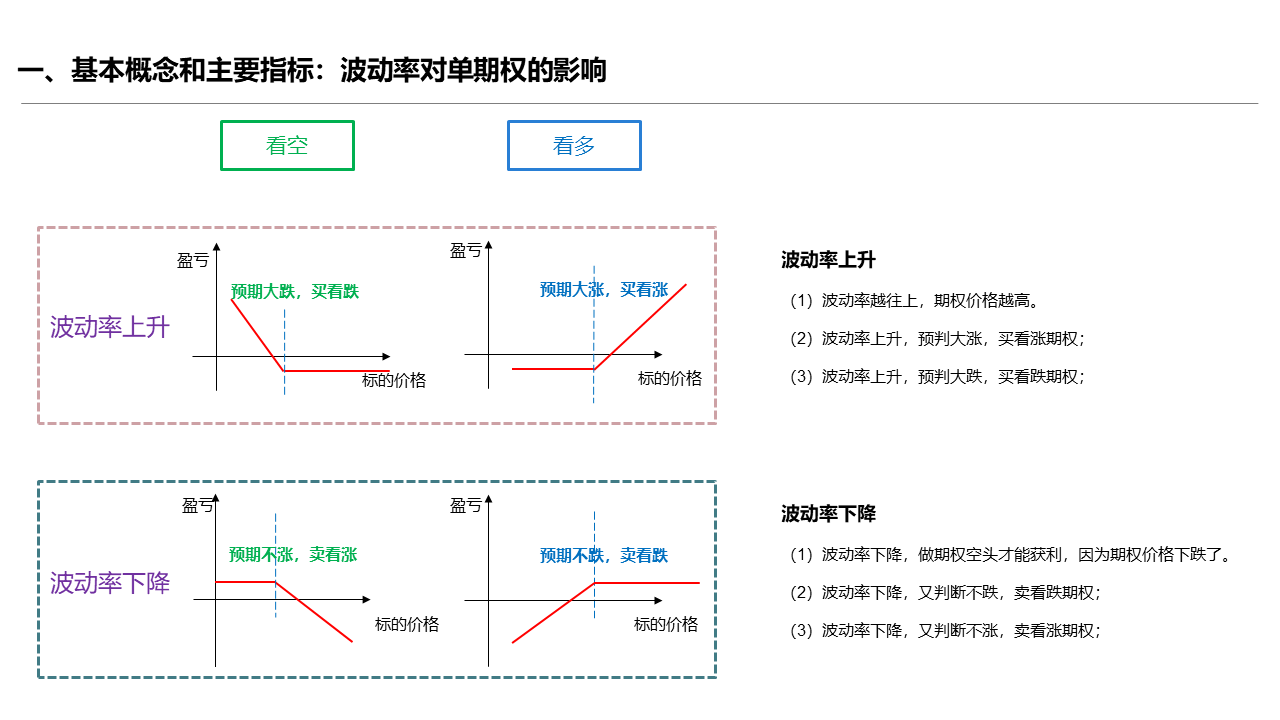 一、基本概念和主要指标：波动率对单期权的影响
看空
看多
波动率上升
盈亏
预期大跌，买看跌
标的价格
盈亏
预期大涨，买看涨
标的价格
波动率上升
（1）波动率越往上，期权价格越高。
（2）波动率上升，预判大涨，买看涨期权；
（3）波动率上升，预判大跌，买看跌期权；
波动率下降
盈亏
预期不涨，卖看涨
标的价格
盈亏
预期不跌，卖看跌
标的价格
波动率下降
（1）波动率下降，做期权空头才能获利，因为期权价格下跌了。
（2）波动率下降，又判断不跌，卖看跌期权；
（3）波动率下降，又判断不涨，卖看涨期权；